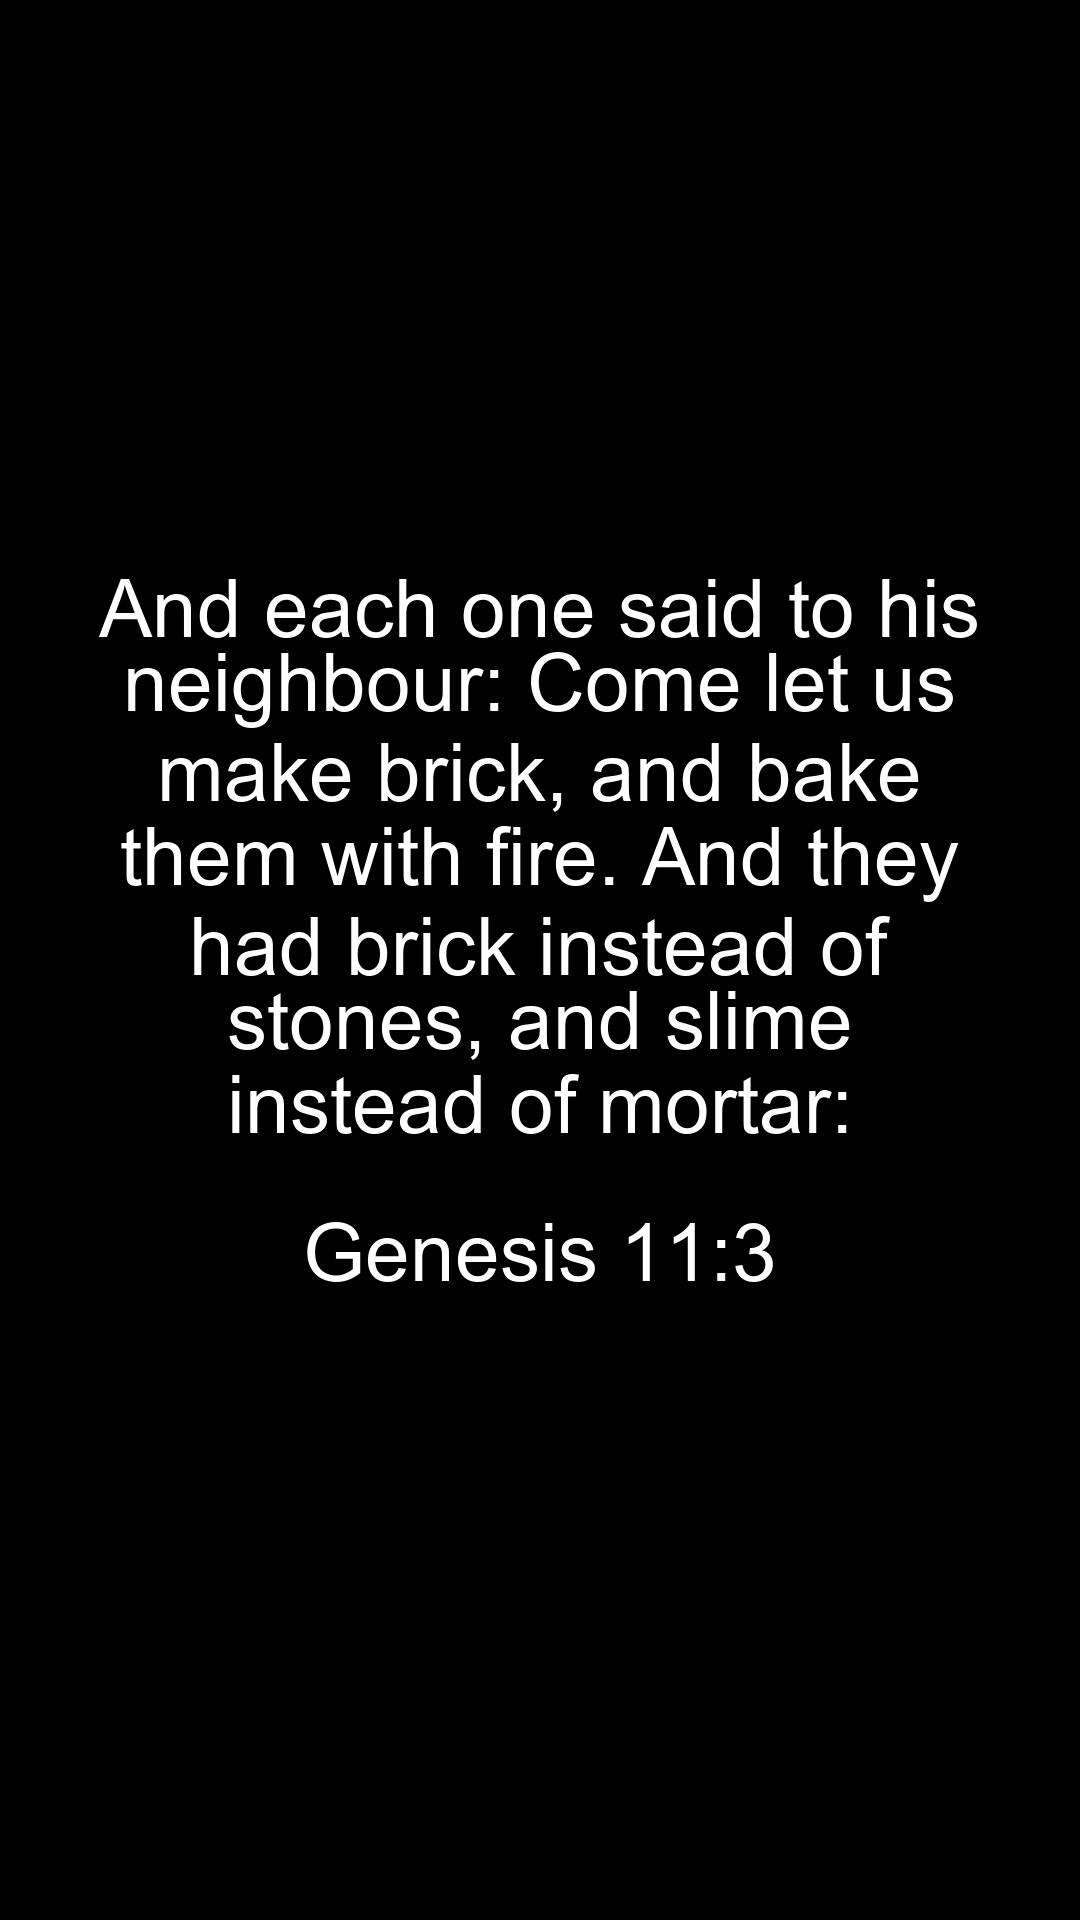 And each one said to his
neighbour: Come let us
make brick, and bake
them with fire. And they
had brick instead of
stones, and slime
instead of mortar:
Genesis 11:3